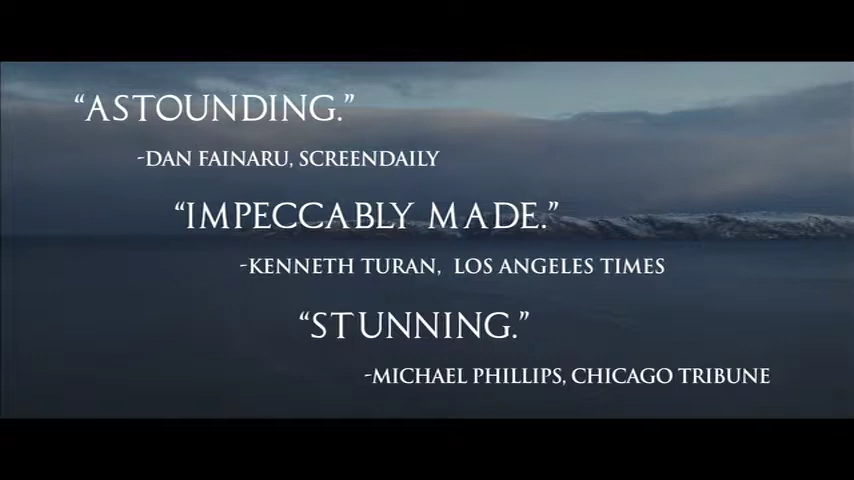 “ASTOUNDING.”
-DAN FAINARU, SCREENDAILY
“IMPECCABLY MADE.”
-KENNETH TURAN, LOS ANGELES TIMES
“STUNNING.”
-MICHAEL PHILLIPS, CHICAGO TRIBUNE